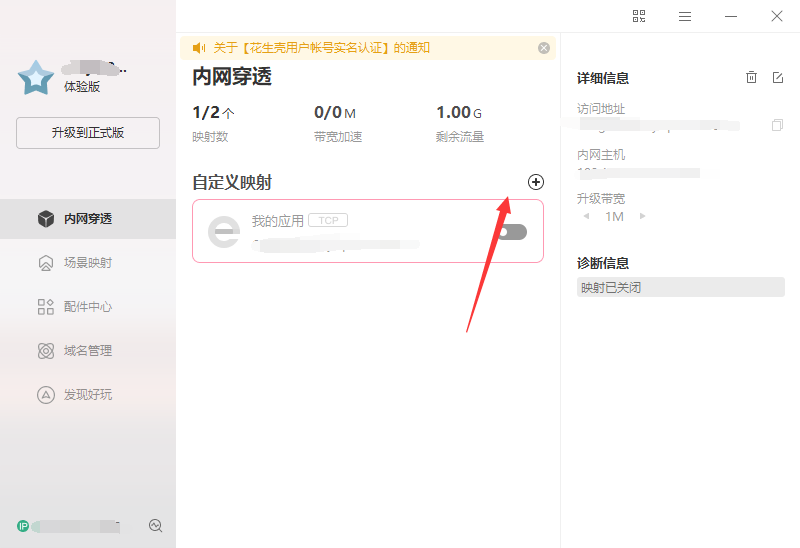 体验版
升级到正式版
内网穿透
场景映射
配件中心
域名管理
发现好玩
IP
关于【花生壳用户帐号实名认证】的通知
内网穿透
1/2个
映射数
0/0 M
带宽加速
1.00 G
剩余流量
自定义映射
我的应用 TCP
详细信息
访问地址
内网主机
升级带宽
1M
诊断信息
映射已关闭